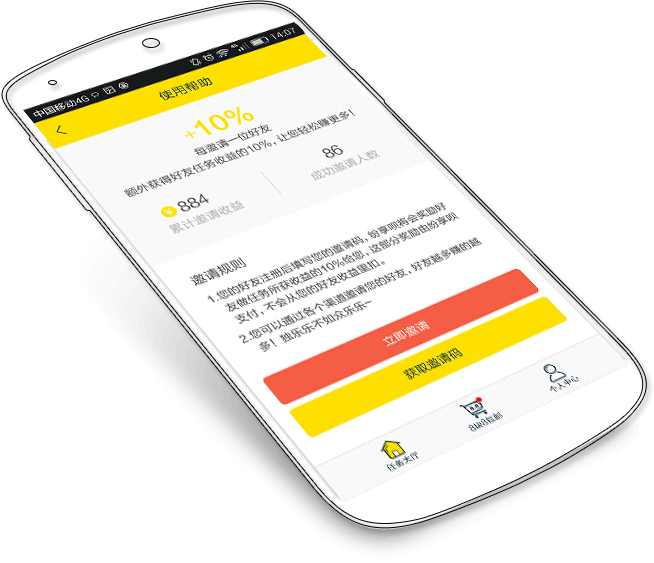 中国移动4G 14:07
使用帮助
+10%
每邀请一位好友
额外获得好友任务收益的10%，让您轻松赚更多！
884
累计邀请收益
86
成功邀请人数
邀请规则
1.您的好友注册后填写您的邀请码，纷享呗将会奖励好
友做任务所获收益的10%给您，这部分奖励由纷享呗
支付，不会从您的好友收益里扣。
2.您可以通过各个渠道邀请您的好友，好友越多赚的越
多！独乐乐不如众乐乐~
立即邀请
获取邀请码
任务大厅
个人中心